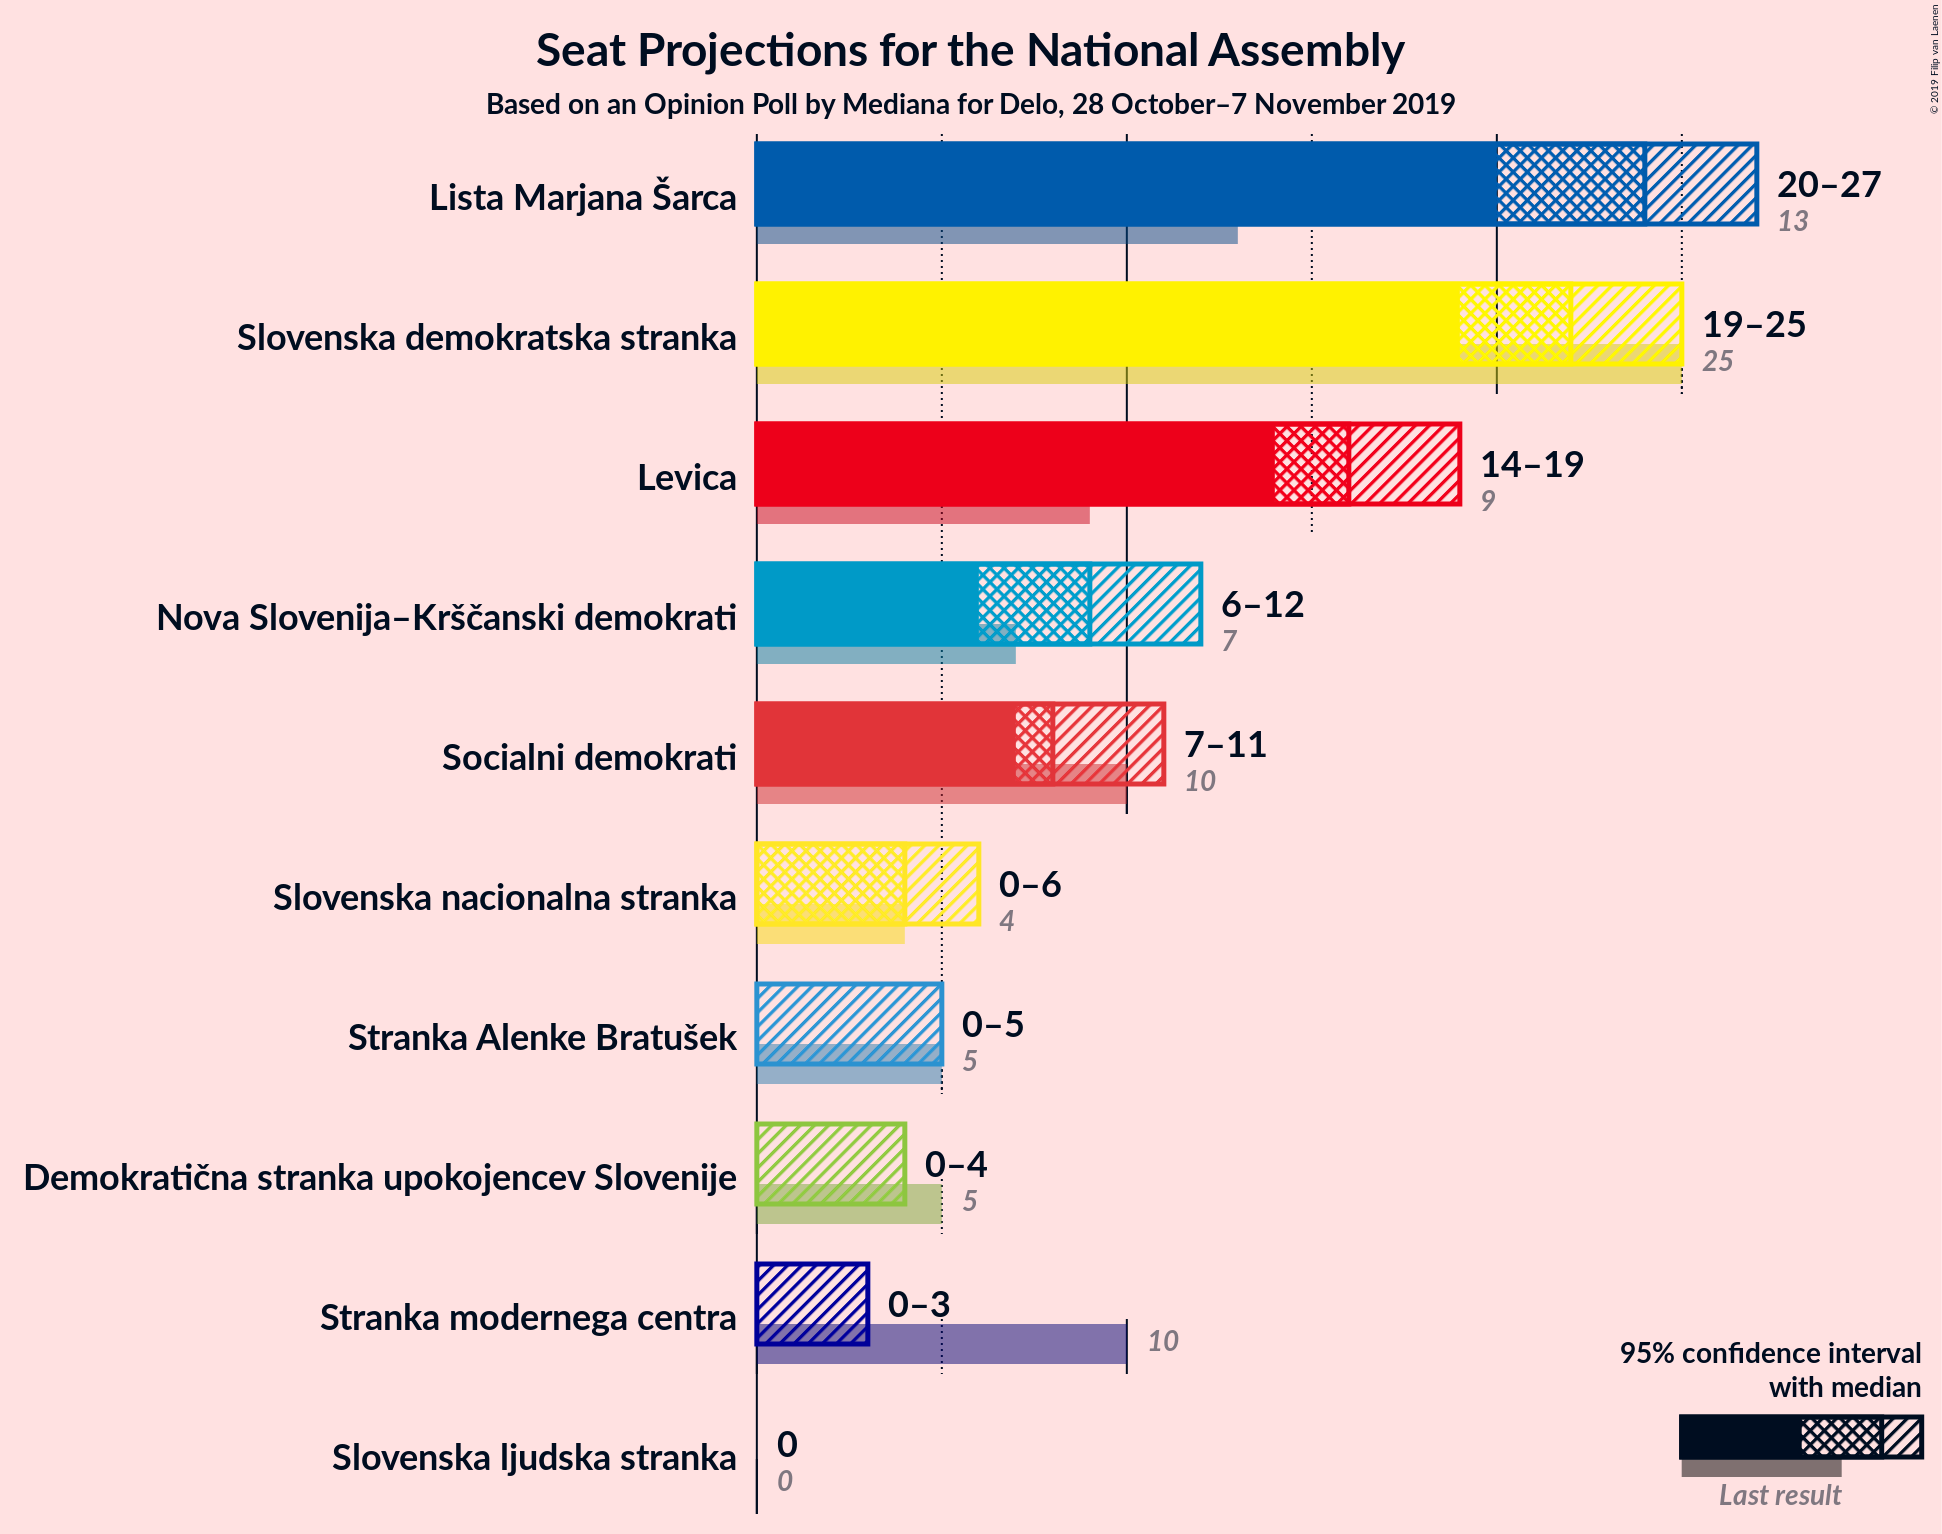 Seat Projections for the National Assembly
Based on an Opinion Poll by Mediana for Delo, 28 October–7 November 2019
© 2019 Filip van Laenen
Lista Marjana Šarca
20–27
13
Slovenska demokratska stranka
19–25
25
Levica
14–19
9
Nova Slovenija–Krščanski demokrati
6–12
7
Socialni demokrati
7–11
10
Slovenska nacionalna stranka
0–6
4
Stranka Alenke Bratušek
0–5
5
Demokratična stranka upokojencev Slovenije
0–4
5
Stranka modernega centra
0–3
10
Slovenska ljudska stranka
0
0
95% confidence interval
with median
Last result